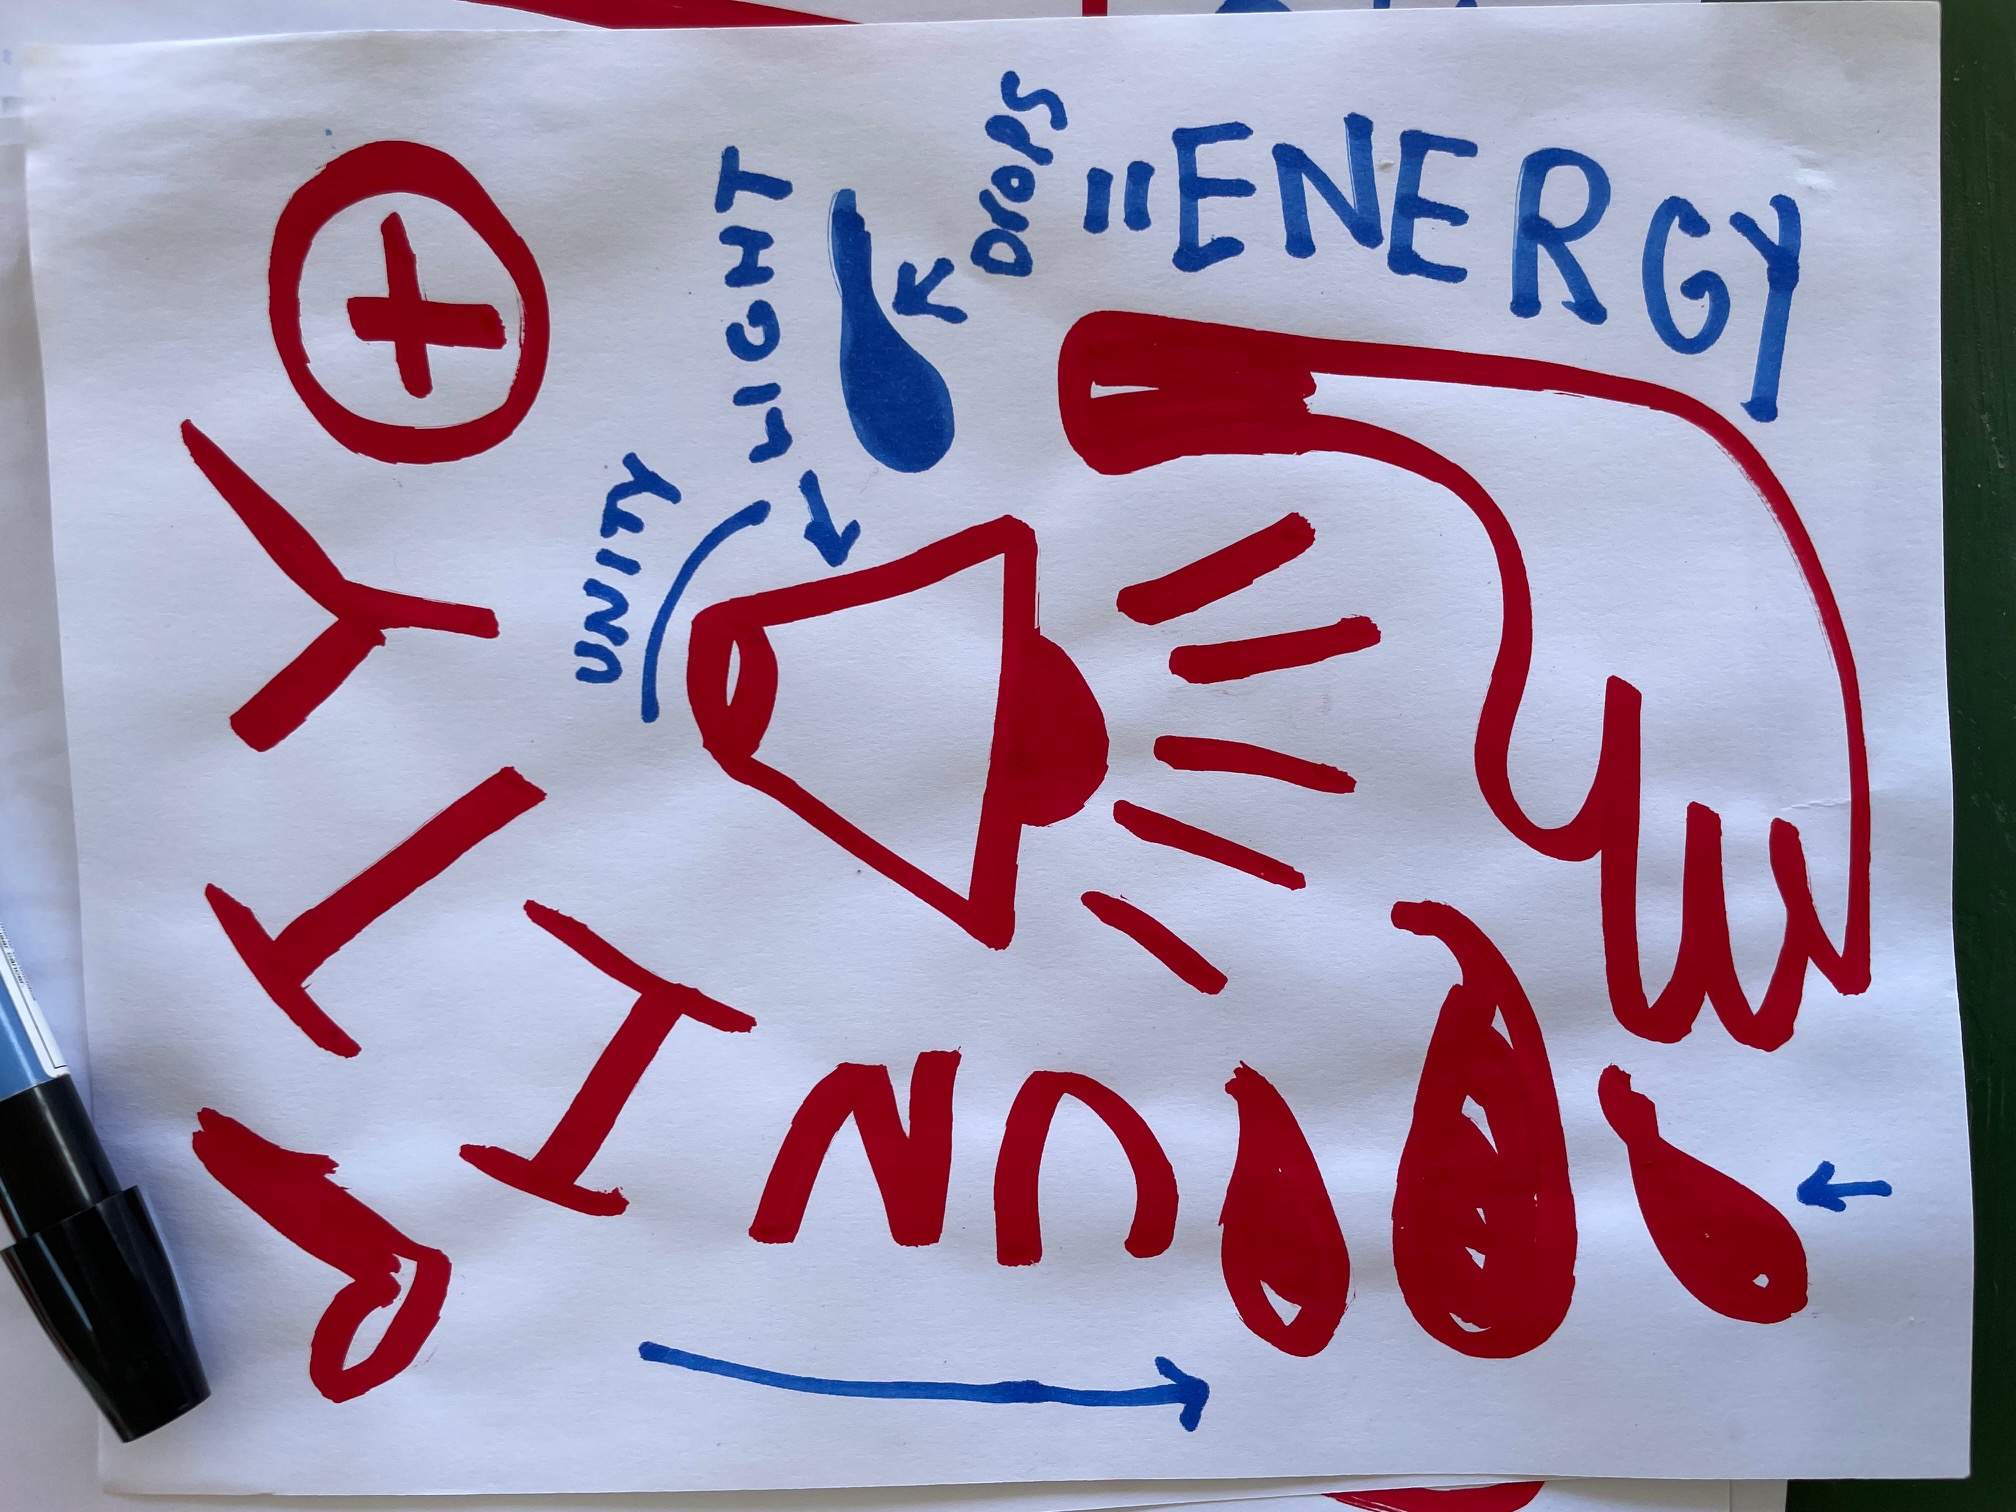 UNITY +
UNITY
LIGHT
DROPS
= ENERGY